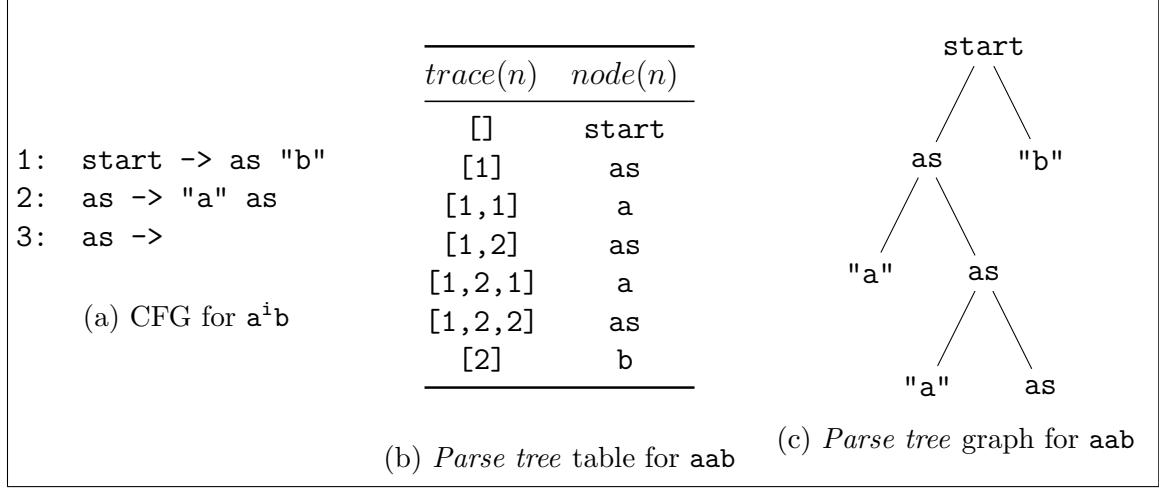 1: start -> as "b"
2: as -> "a" as
3: as ->
(a) CFG for aⁱb
trace(n) node(n)
[] start
[1] as
[1,1] a
[1,2] as
[1,2,1] a
[1,2,2] as
[2] b
(b) Parse tree table for aab
start
as "b"
"a" as
"a" as
(c) Parse tree graph for aab